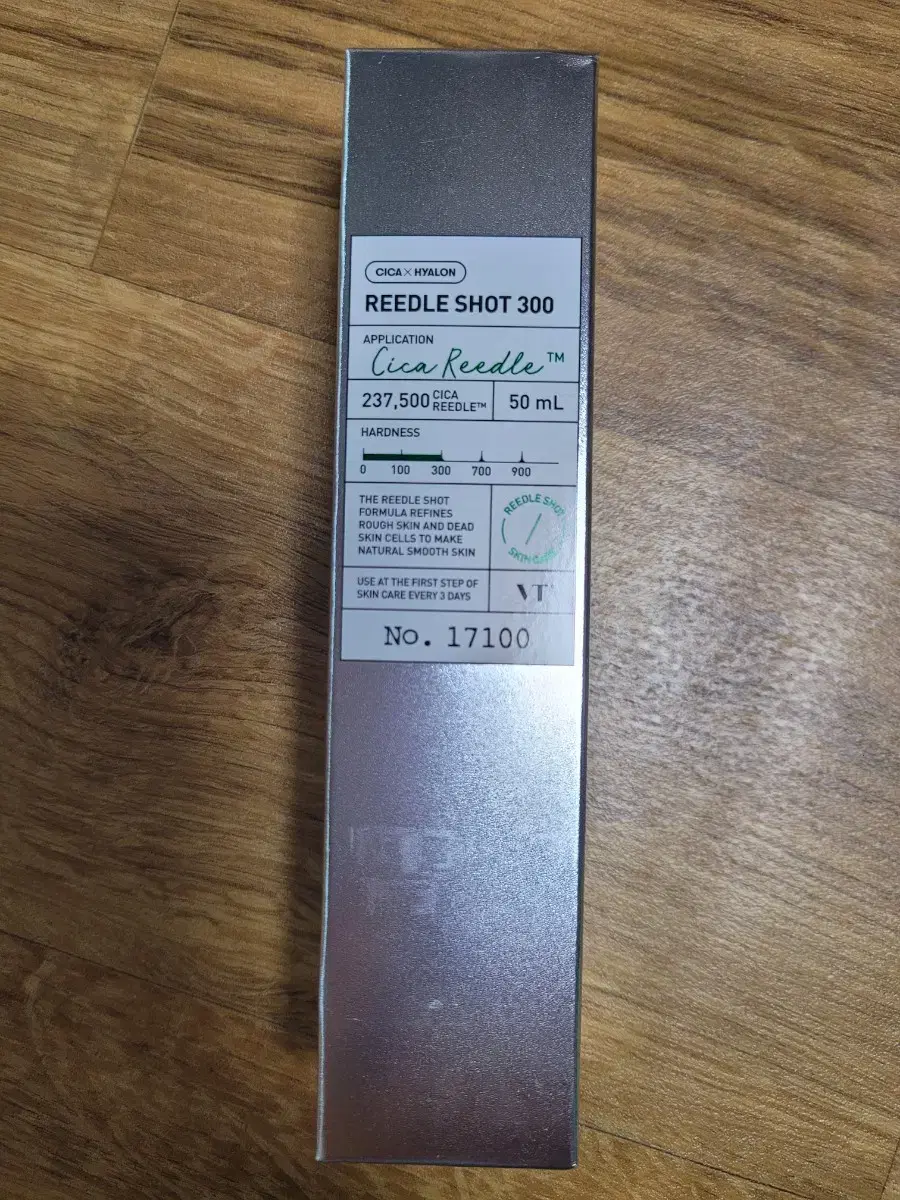 CICA×HYALON
REEDLE SHOT 300
APPLICATION
Cica Reedle™
237,500 CICA REEDLE™
50 mL
HARDNESS
0 100 300 700 900
THE REEDLE SHOT
FORMULA REFINES
ROUGH SKIN AND DEAD
SKIN CELLS TO MAKE
NATURAL SMOOTH SKIN
REEDLE SHOT
SKIN CARE
USE AT THE FIRST STEP OF
SKIN CARE EVERY 3 DAYS
VT
No. 17100